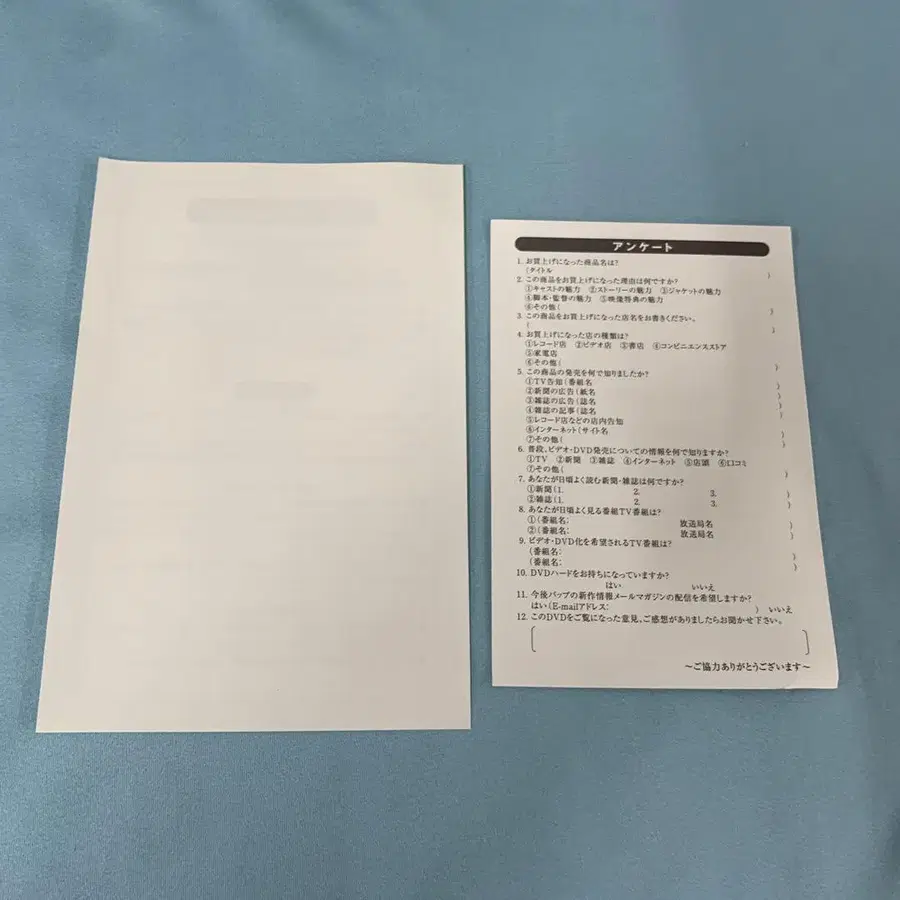 アンケート
1. お買上げになった商品名は?
(タイトル )
2. この商品をお買上げになった理由は何ですか?
①キャストの魅力 ②ストーリーの魅力 ③ジャケットの魅力
④脚本・監督の魅力 ⑤映像特典の魅力
⑥その他( )
3. この商品をお買上げになった店名をお書きください。
( )
4. お買上げになった店の種類は?
①レコード店 ②ビデオ店 ③書店 ④コンビニエンスストア
⑤家電店
⑥その他( )
5. この商品の発売を何で知りましたか?
①TV告知(番組名 )
②新聞の広告(紙名 )
③雑誌の広告(誌名 )
④雑誌の記事(誌名 )
⑤レコード店などの店内告知
⑥インターネット(サイト名 )
⑦その他( )
6. 普段、ビデオ・DVD発売についての情報を何で知りますか?
①TV ②新聞 ③雑誌 ④インターネット ⑤店頭 ⑥口コミ
⑦その他( )
7. あなたが日頃よく読む新聞・雑誌は何ですか?
①新聞(1. 2. 3. )
②雑誌(1. 2. 3. )
8. あなたが日頃よく見る番組TV番組は?
①(番組名: 放送局名 )
②(番組名: 放送局名 )
9. ビデオ・DVD化を希望されるTV番組は?
(番組名: )
(番組名: )
10. DVDハードをお持ちになっていますか?
はい いいえ
11. 今後バップの新作情報メールマガジンの配信を希望しますか?
はい(E-mailアドレス: ) いいえ
12. このDVDをご覧になった意見、ご感想がありましたらお聞かせ下さい。
[ ]
〜ご協力ありがとうございます〜